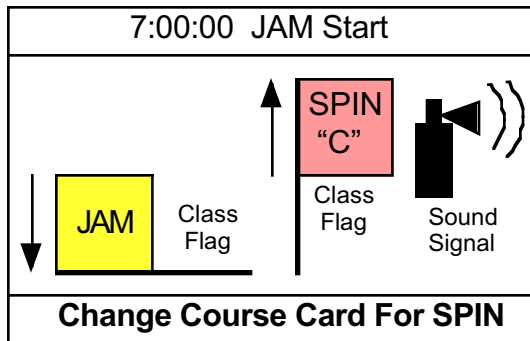 7:00:00 JAM Start
SPIN
“C”
JAM
Class
Flag
Class
Flag
Sound
Signal
Change Course Card For SPIN